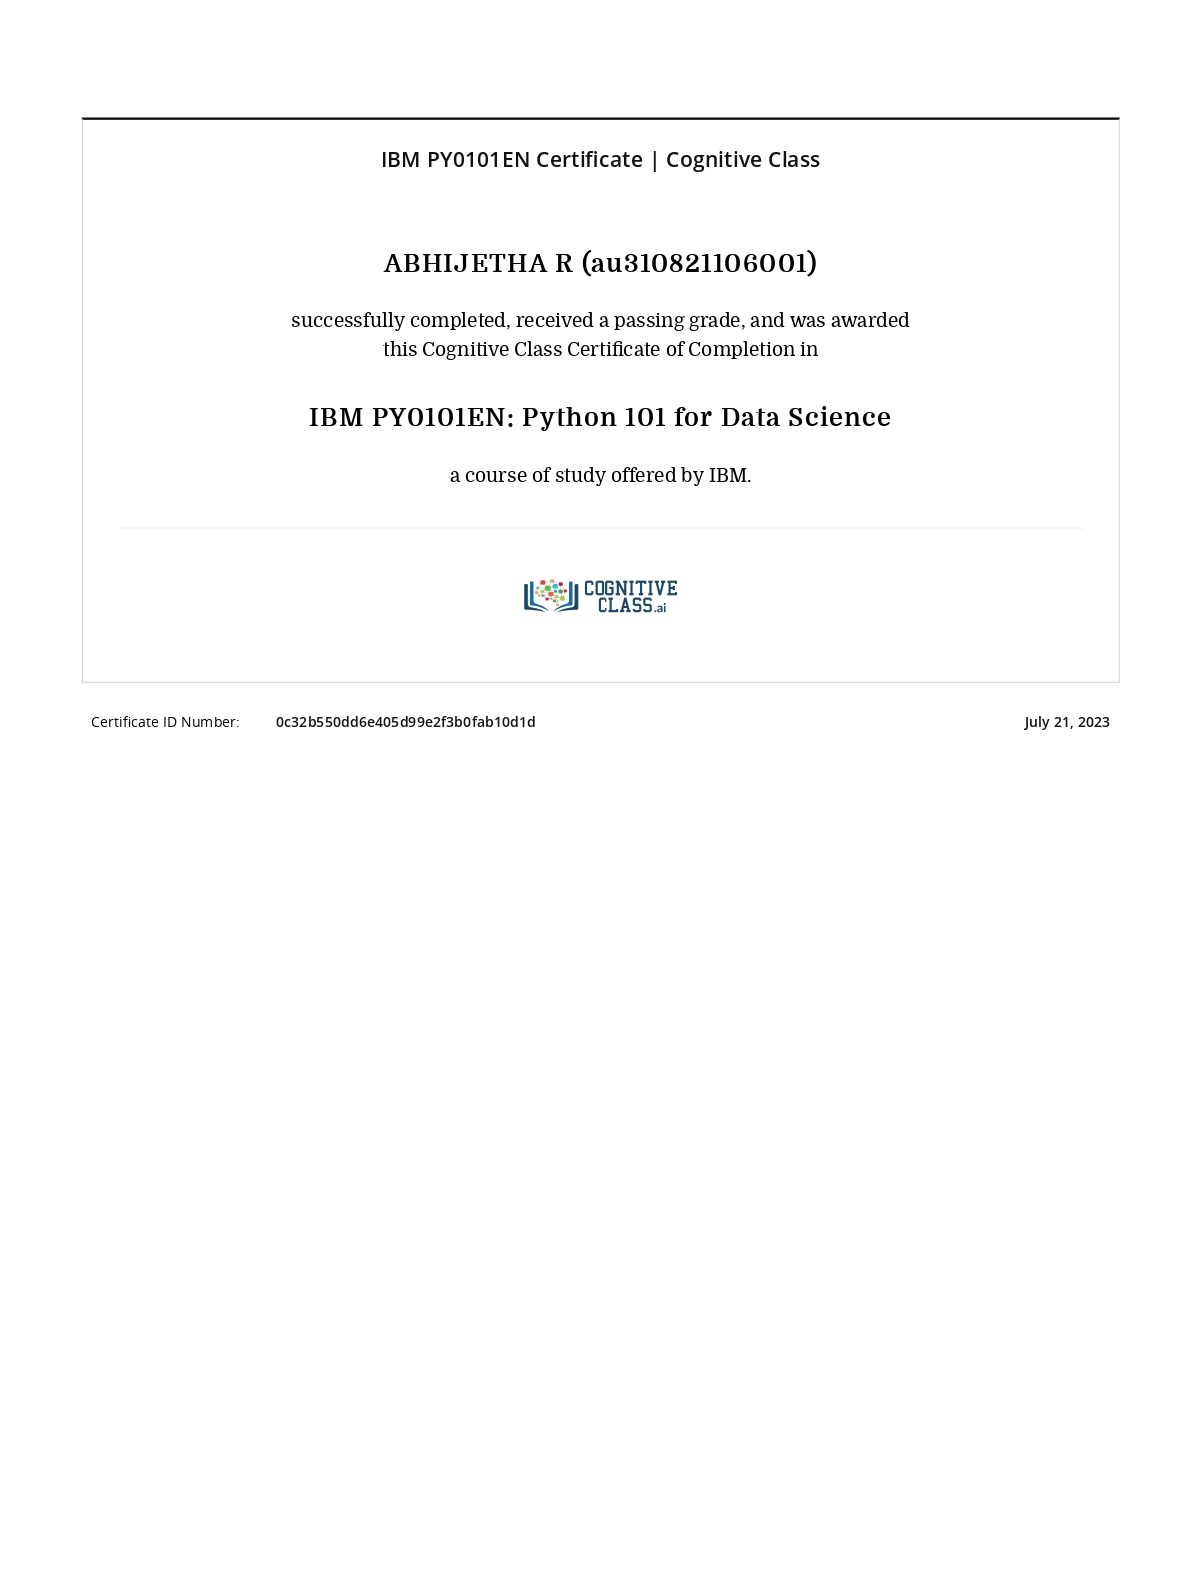 IBM PY0101EN Certificate | Cognitive Class
ABHIJETHA R (au310821106001)
successfully completed, received a passing grade, and was awarded
this Cognitive Class Certificate of Completion in
IBM PY0101EN: Python 101 for Data Science
a course of study offered by IBM.
COGNITIVE
CLASS.ai
Certificate ID Number: 0c32b550dd6e405d99e2f3b0fab10d1d July 21, 2023